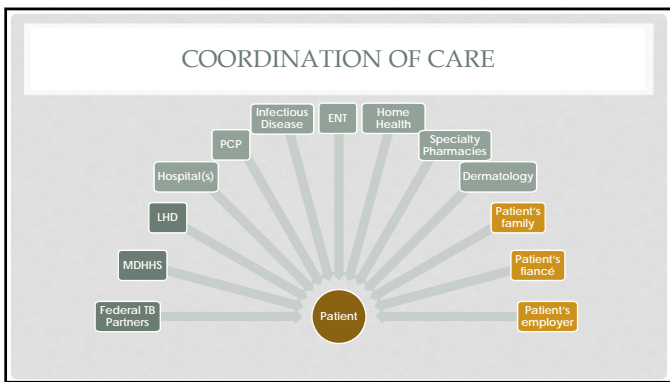 COORDINATION OF CARE
Infectious
Disease
ENT
Home
Health
PCP
Specialty
Pharmacies
Hospital(s)
Dermatology
LHD
Patient's
family
MDHHS
Patient's
fiancé
Federal TB
Partners
Patient
Patient's
employer